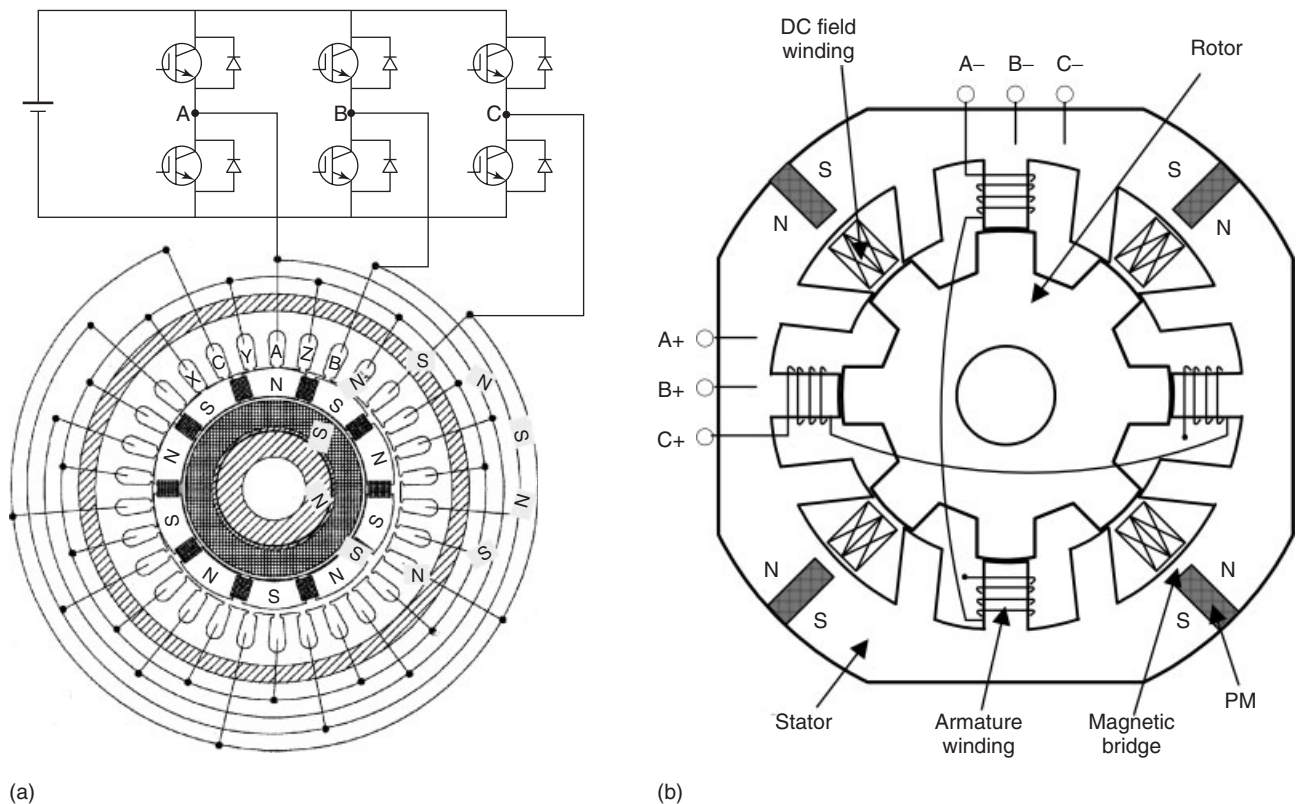 DC field
winding
Rotor
A– B– C–
A B C
S S
N N
A+
B+
C+
X C Y A Z B N S N S N S N
N S N S N S N S N S
S N S
N N
S S
Stator
Armature
winding
Magnetic
bridge
PM
(a)
(b)